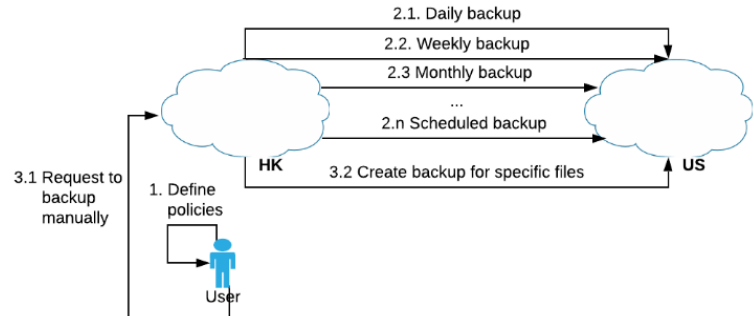 2.1. Daily backup
2.2. Weekly backup
2.3 Monthly backup
...
2.n Scheduled backup
HK
US
3.2 Create backup for specific files
3.1 Request to
backup
manually
1. Define
policies
User